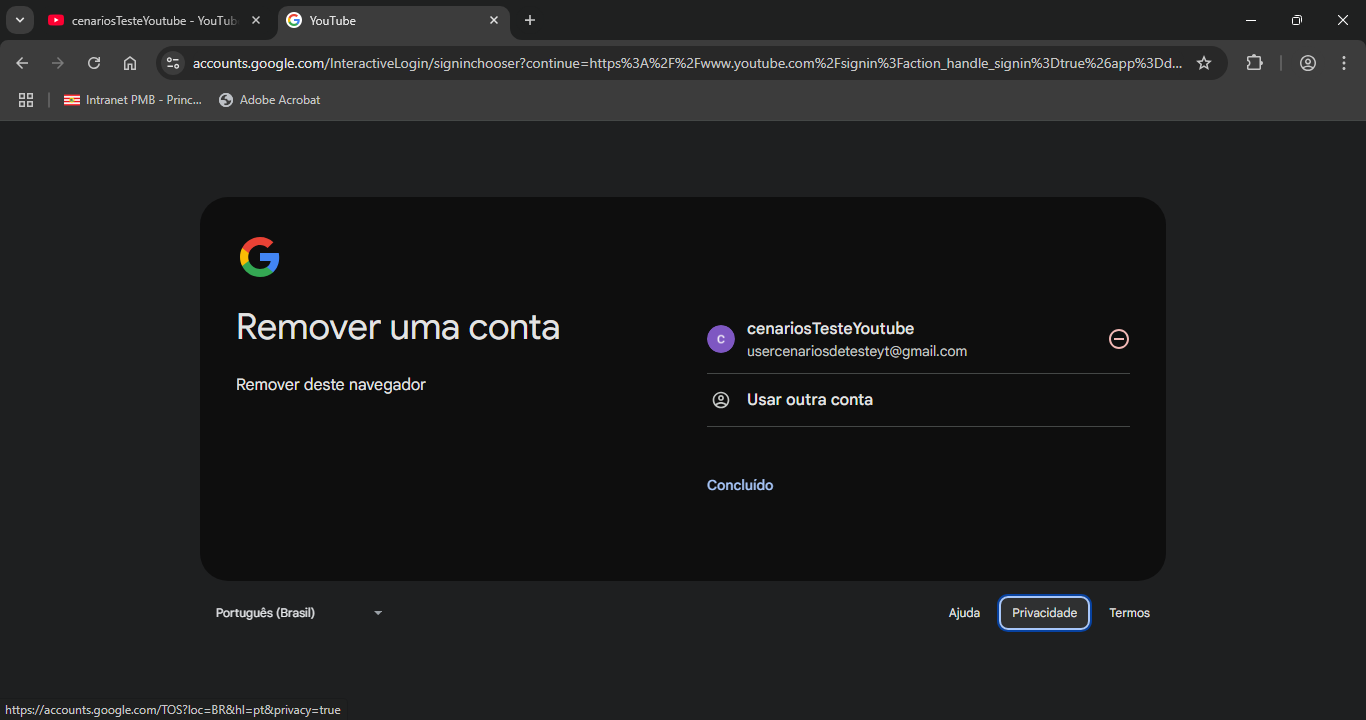 cenariosTesteYoutube - YouTub
YouTube
accounts.google.com/InteractiveLogin/signinchooser?continue=https%3A%2F%2Fwww.youtube.com%2Fsignin%3Faction_handle_signin%3Dtrue%26app%3Dd...
Intranet PMB - Princ...
Adobe Acrobat
Remover uma conta
Remover deste navegador
C
cenariosTesteYoutube
usercenariosdetesteyt@gmail.com
Usar outra conta
Concluído
Português (Brasil)
Ajuda
Privacidade
Termos
https://accounts.google.com/TOS?loc=BR&hl=pt&privacy=true